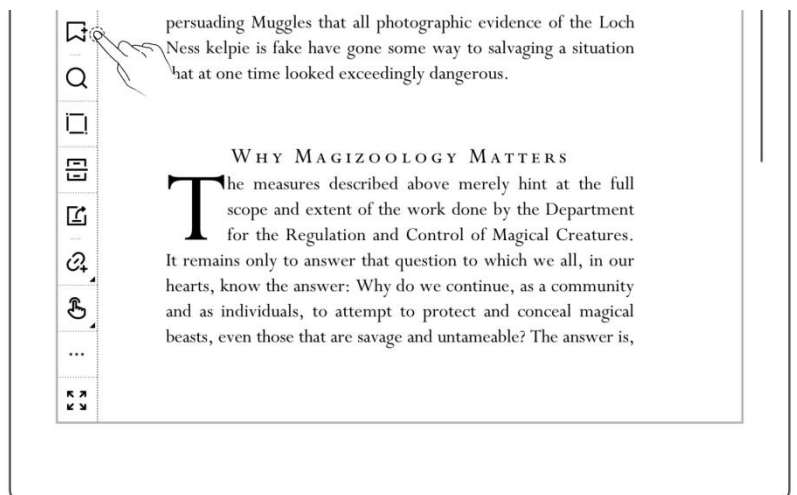 persuading Muggles that all photographic evidence of the Loch
Ness kelpie is fake have gone some way to salvaging a situation
hat at one time looked exceedingly dangerous.
WHY MAGIZOOLOGY MATTERS
The measures described above merely hint at the full
scope and extent of the work done by the Department
for the Regulation and Control of Magical Creatures.
It remains only to answer that question to which we all, in our
hearts, know the answer: Why do we continue, as a community
and as individuals, to attempt to protect and conceal magical
beasts, even those that are savage and untameable? The answer is,